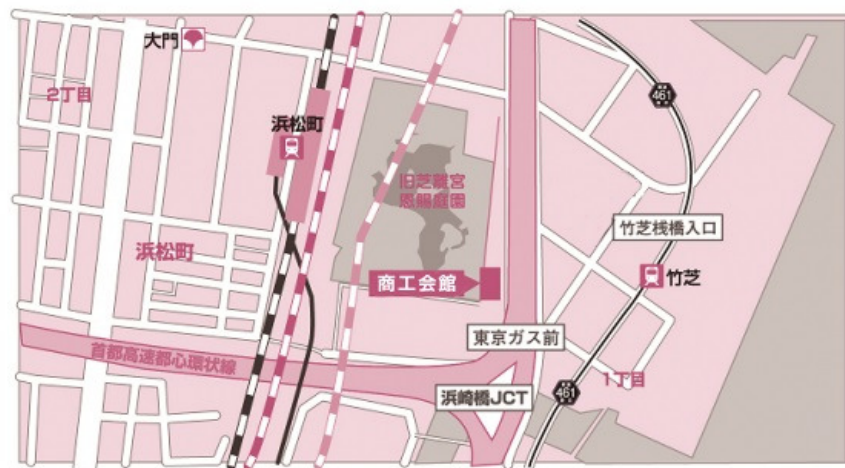 大門
2丁目
浜松町
461
旧芝離宮
恩賜庭園
竹芝桟橋入口
浜松町
竹芝
商工会館
東京ガス前
首都高速都心環状線
1丁目
461
浜崎橋JCT